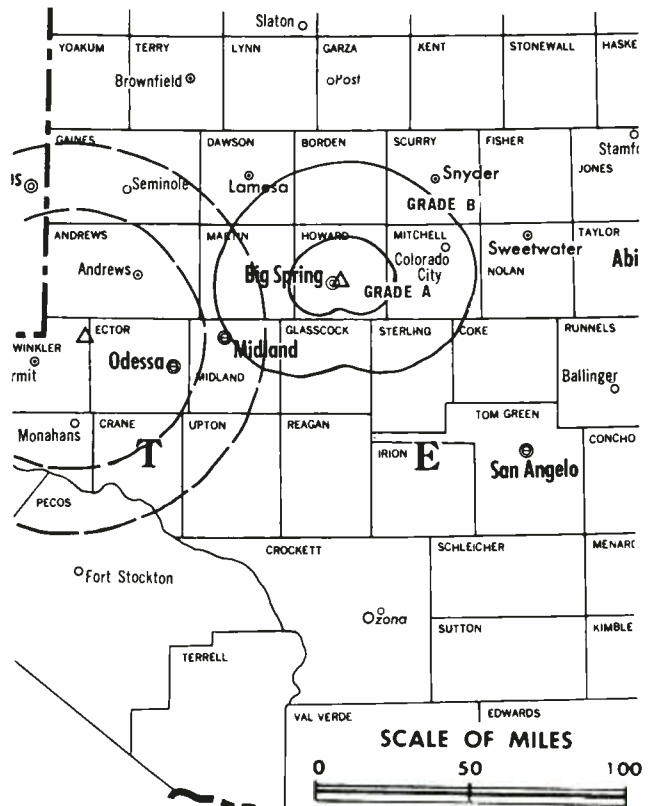 Slaton
YOAKUM TERRY LYNN GARZA KENT STONEWALL HASKE
Brownfield Post
GAINES DAWSON BORDEN SCURRY FISHER Stamf
JONES
Seminole Lamesa Snyder
GRADE B
ANDREWS MARTIN HOWARD MITCHELL TAYLOR
Sweetwater
Andrews Big Spring Colorado City NOLAN Abi
GRADE A
ECTOR GLASSCOCK STERLING COKE RUNNELS
WINKLER Odessa Midland
rmit MIDLAND Ballinger
TOM GREEN
Monahans CRANE UPTON REAGAN CONCHO
T IRION E
San Angelo
PECOS
CROCKETT SCHLEICHER MENARD
Fort Stockton
Ozona
SUTTON KIMBLE
TERRELL
VAL VERDE EDWARDS
SCALE OF MILES
0 50 100